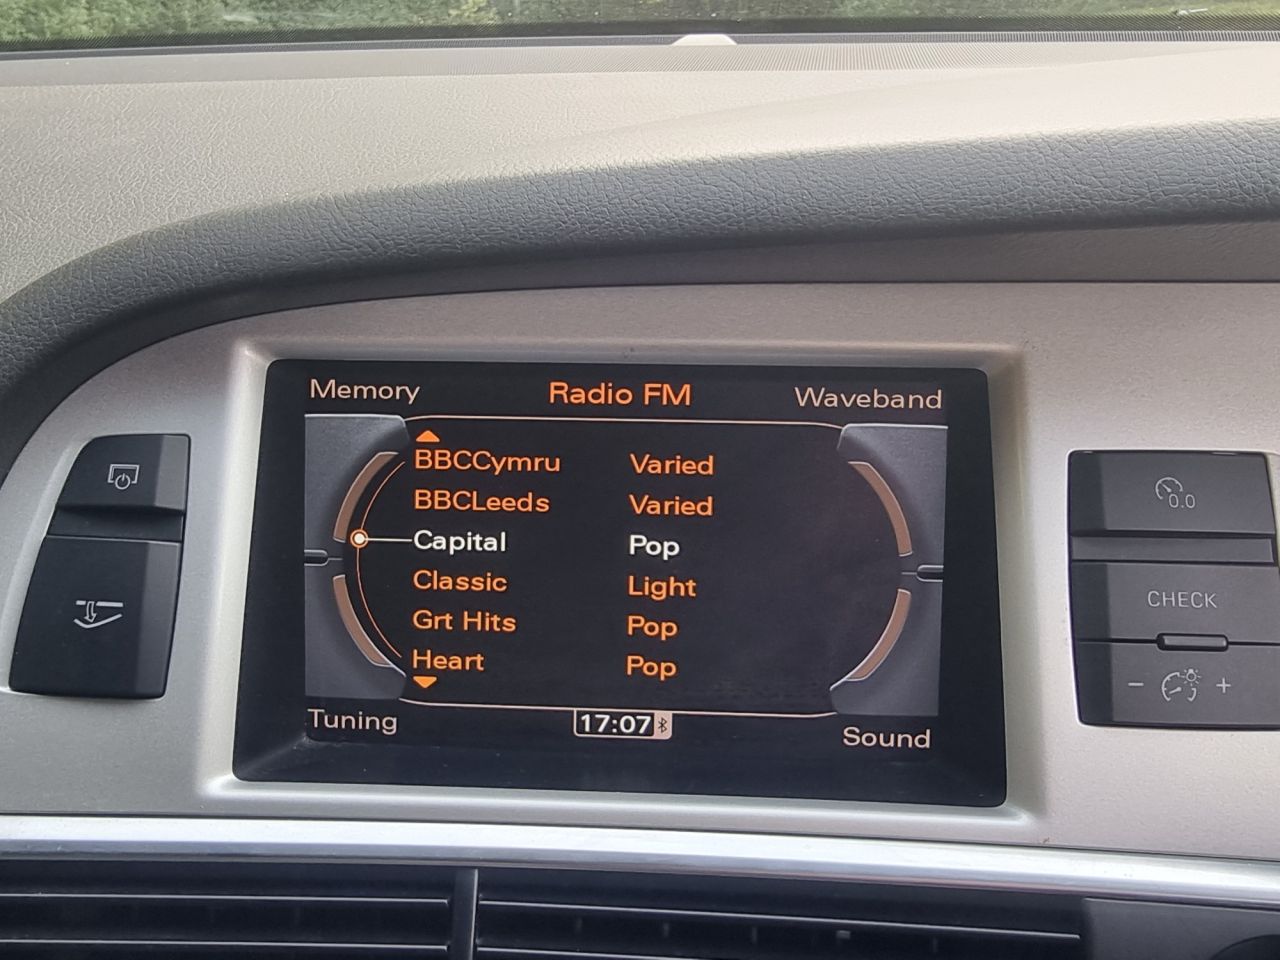 Memory Radio FM Waveband
BBCCymru Varied
BBCLeeds Varied
Capital Pop
Classic Light
Grt Hits Pop
Heart Pop
Tuning 17:07 Sound
0.0
CHECK
- +